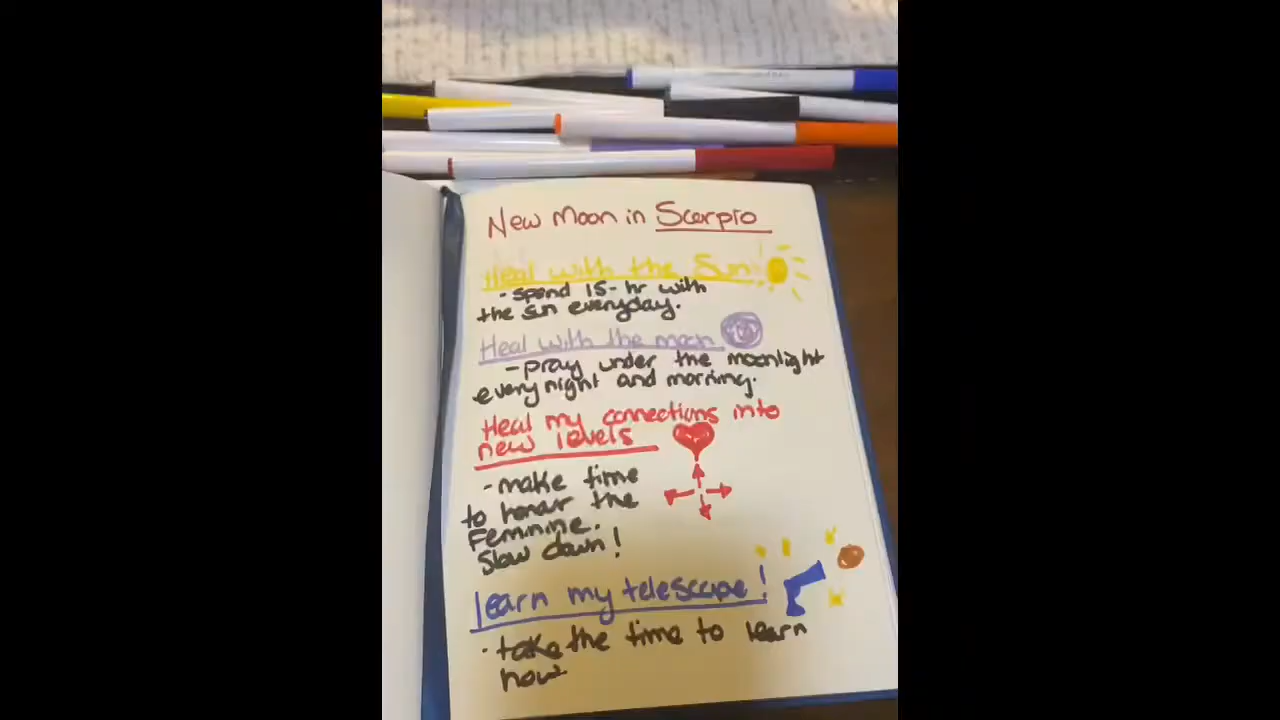 New Moon in Scorpio
Heal with the Sun
- spend 15-hr with
the sun everyday.
Heal with the moon
- pray under the moonlight
every night and morning.
Heal my connections into
new levels
- make time
to honor the
Feminine.
Slow down!
learn my telescope!
· take the time to learn
how